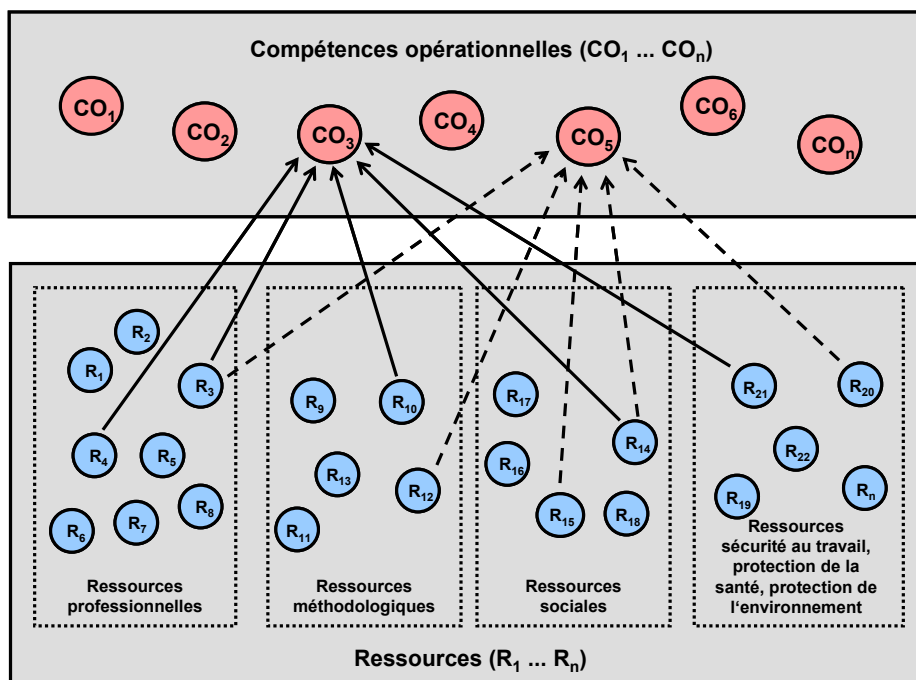 Compétences opérationnelles (CO₁ ... COₙ)
CO₁
CO₂
CO₃
CO₄
CO₅
CO₆
COₙ
R₁
R₂
R₃
R₄
R₅
R₆
R₇
R₈
Ressources
professionnelles
R₉
R₁₀
R₁₃
R₁₂
R₁₁
Ressources
méthodologiques
R₁₇
R₁₄
R₁₆
R₁₅
R₁₈
Ressources
sociales
R₂₁
R₂₀
R₂₂
R₁₉
Rₙ
Ressources
sécurité au travail,
protection de la
santé, protection de
l‘environnement
Ressources (R₁ ... Rₙ)